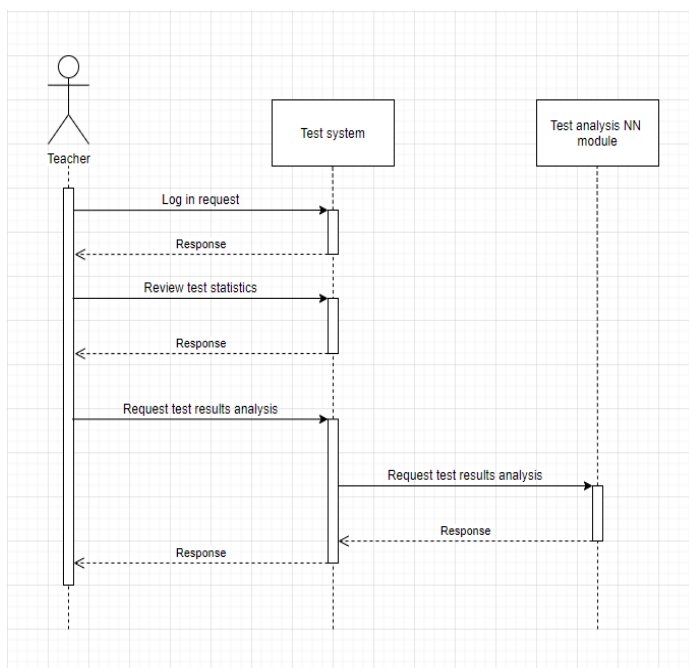 Teacher
Test system
Test analysis NN
module
Log in request
Response
Review test statistics
Response
Request test results analysis
Request test results analysis
Response
Response